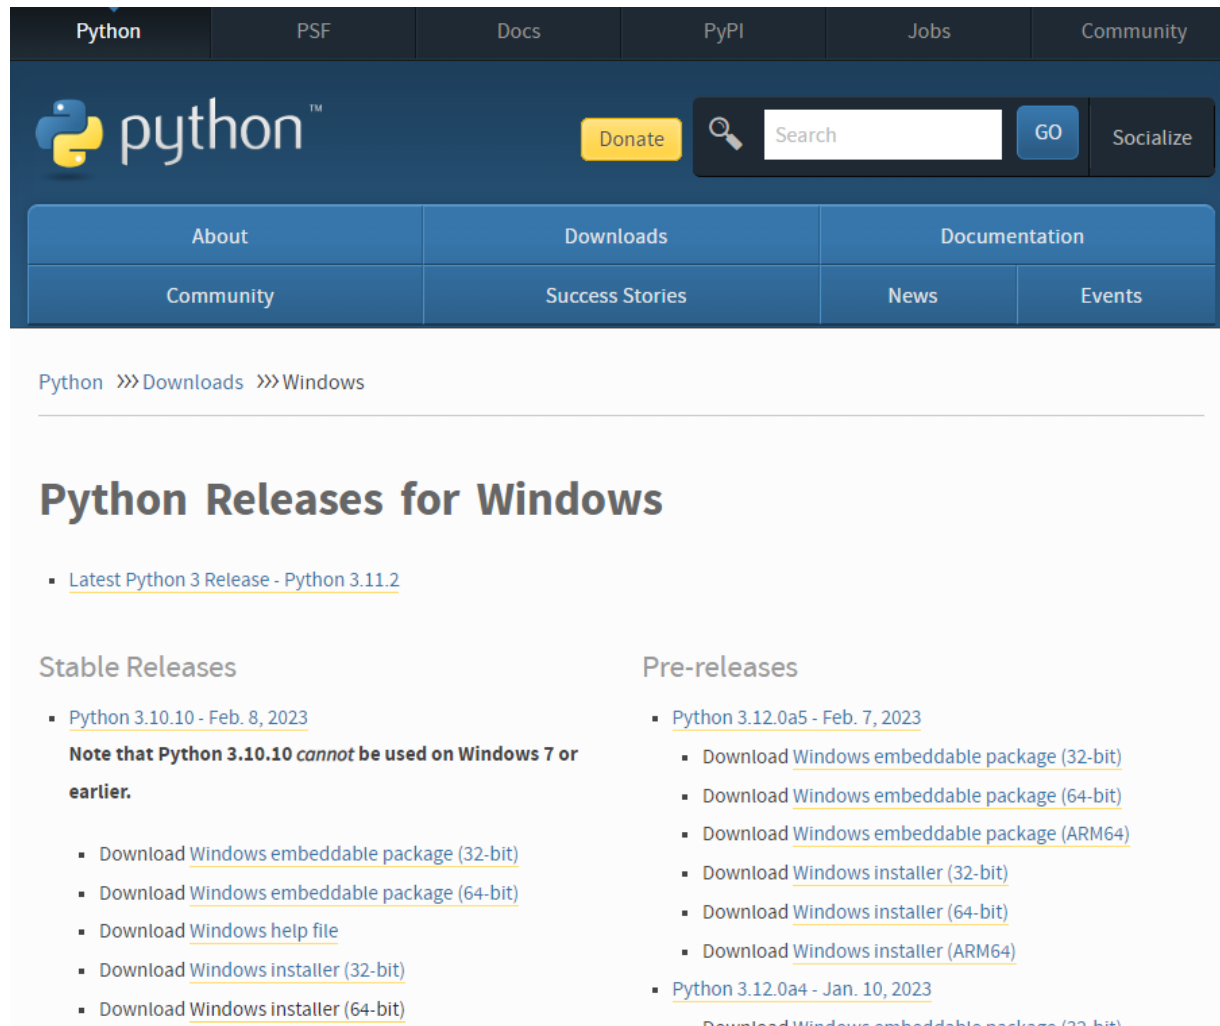 Python PSF Docs PyPI Jobs Community
python™
Donate Search GO Socialize
About Downloads Documentation
Community Success Stories News Events
Python >>> Downloads >>> Windows
Python Releases for Windows
Latest Python 3 Release - Python 3.11.2
Stable Releases
Python 3.10.10 - Feb. 8, 2023
Note that Python 3.10.10 cannot be used on Windows 7 or
earlier.
Download Windows embeddable package (32-bit)
Download Windows embeddable package (64-bit)
Download Windows help file
Download Windows installer (32-bit)
Download Windows installer (64-bit)
Pre-releases
Python 3.12.0a5 - Feb. 7, 2023
Download Windows embeddable package (32-bit)
Download Windows embeddable package (64-bit)
Download Windows embeddable package (ARM64)
Download Windows installer (32-bit)
Download Windows installer (64-bit)
Download Windows installer (ARM64)
Python 3.12.0a4 - Jan. 10, 2023
Download Windows embeddable package (32-bit)